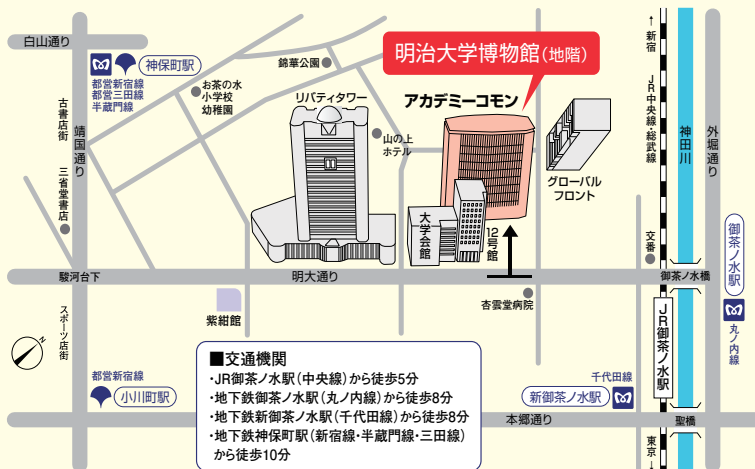 白山通り
神保町駅
都営新宿線
都営三田線
半蔵門線
古書店街
靖国通り
三省堂書店
お茶の水
小学校
幼稚園
錦華公園
リバティタワー
山の上
ホテル
明治大学博物館(地階)
アカデミーコモン
グローバル
フロント
大学会館
12号館
↑新宿
JR中央線・総武線
神田川
外堀通り
交番
御茶ノ水駅
丸ノ内線
駿河台下
明大通り
御茶ノ水橋
杏雲堂病院
紫紺館
スポーツ店街
N
JR御茶ノ水駅
■交通機関
・JR御茶ノ水駅(中央線)から徒歩5分
・地下鉄御茶ノ水駅(丸ノ内線)から徒歩8分
・地下鉄新御茶ノ水駅(千代田線)から徒歩8分
・地下鉄神保町駅(新宿線・半蔵門線・三田線)
から徒歩10分
都営新宿線
小川町駅
千代田線
新御茶ノ水駅
本郷通り
聖橋
東京↓